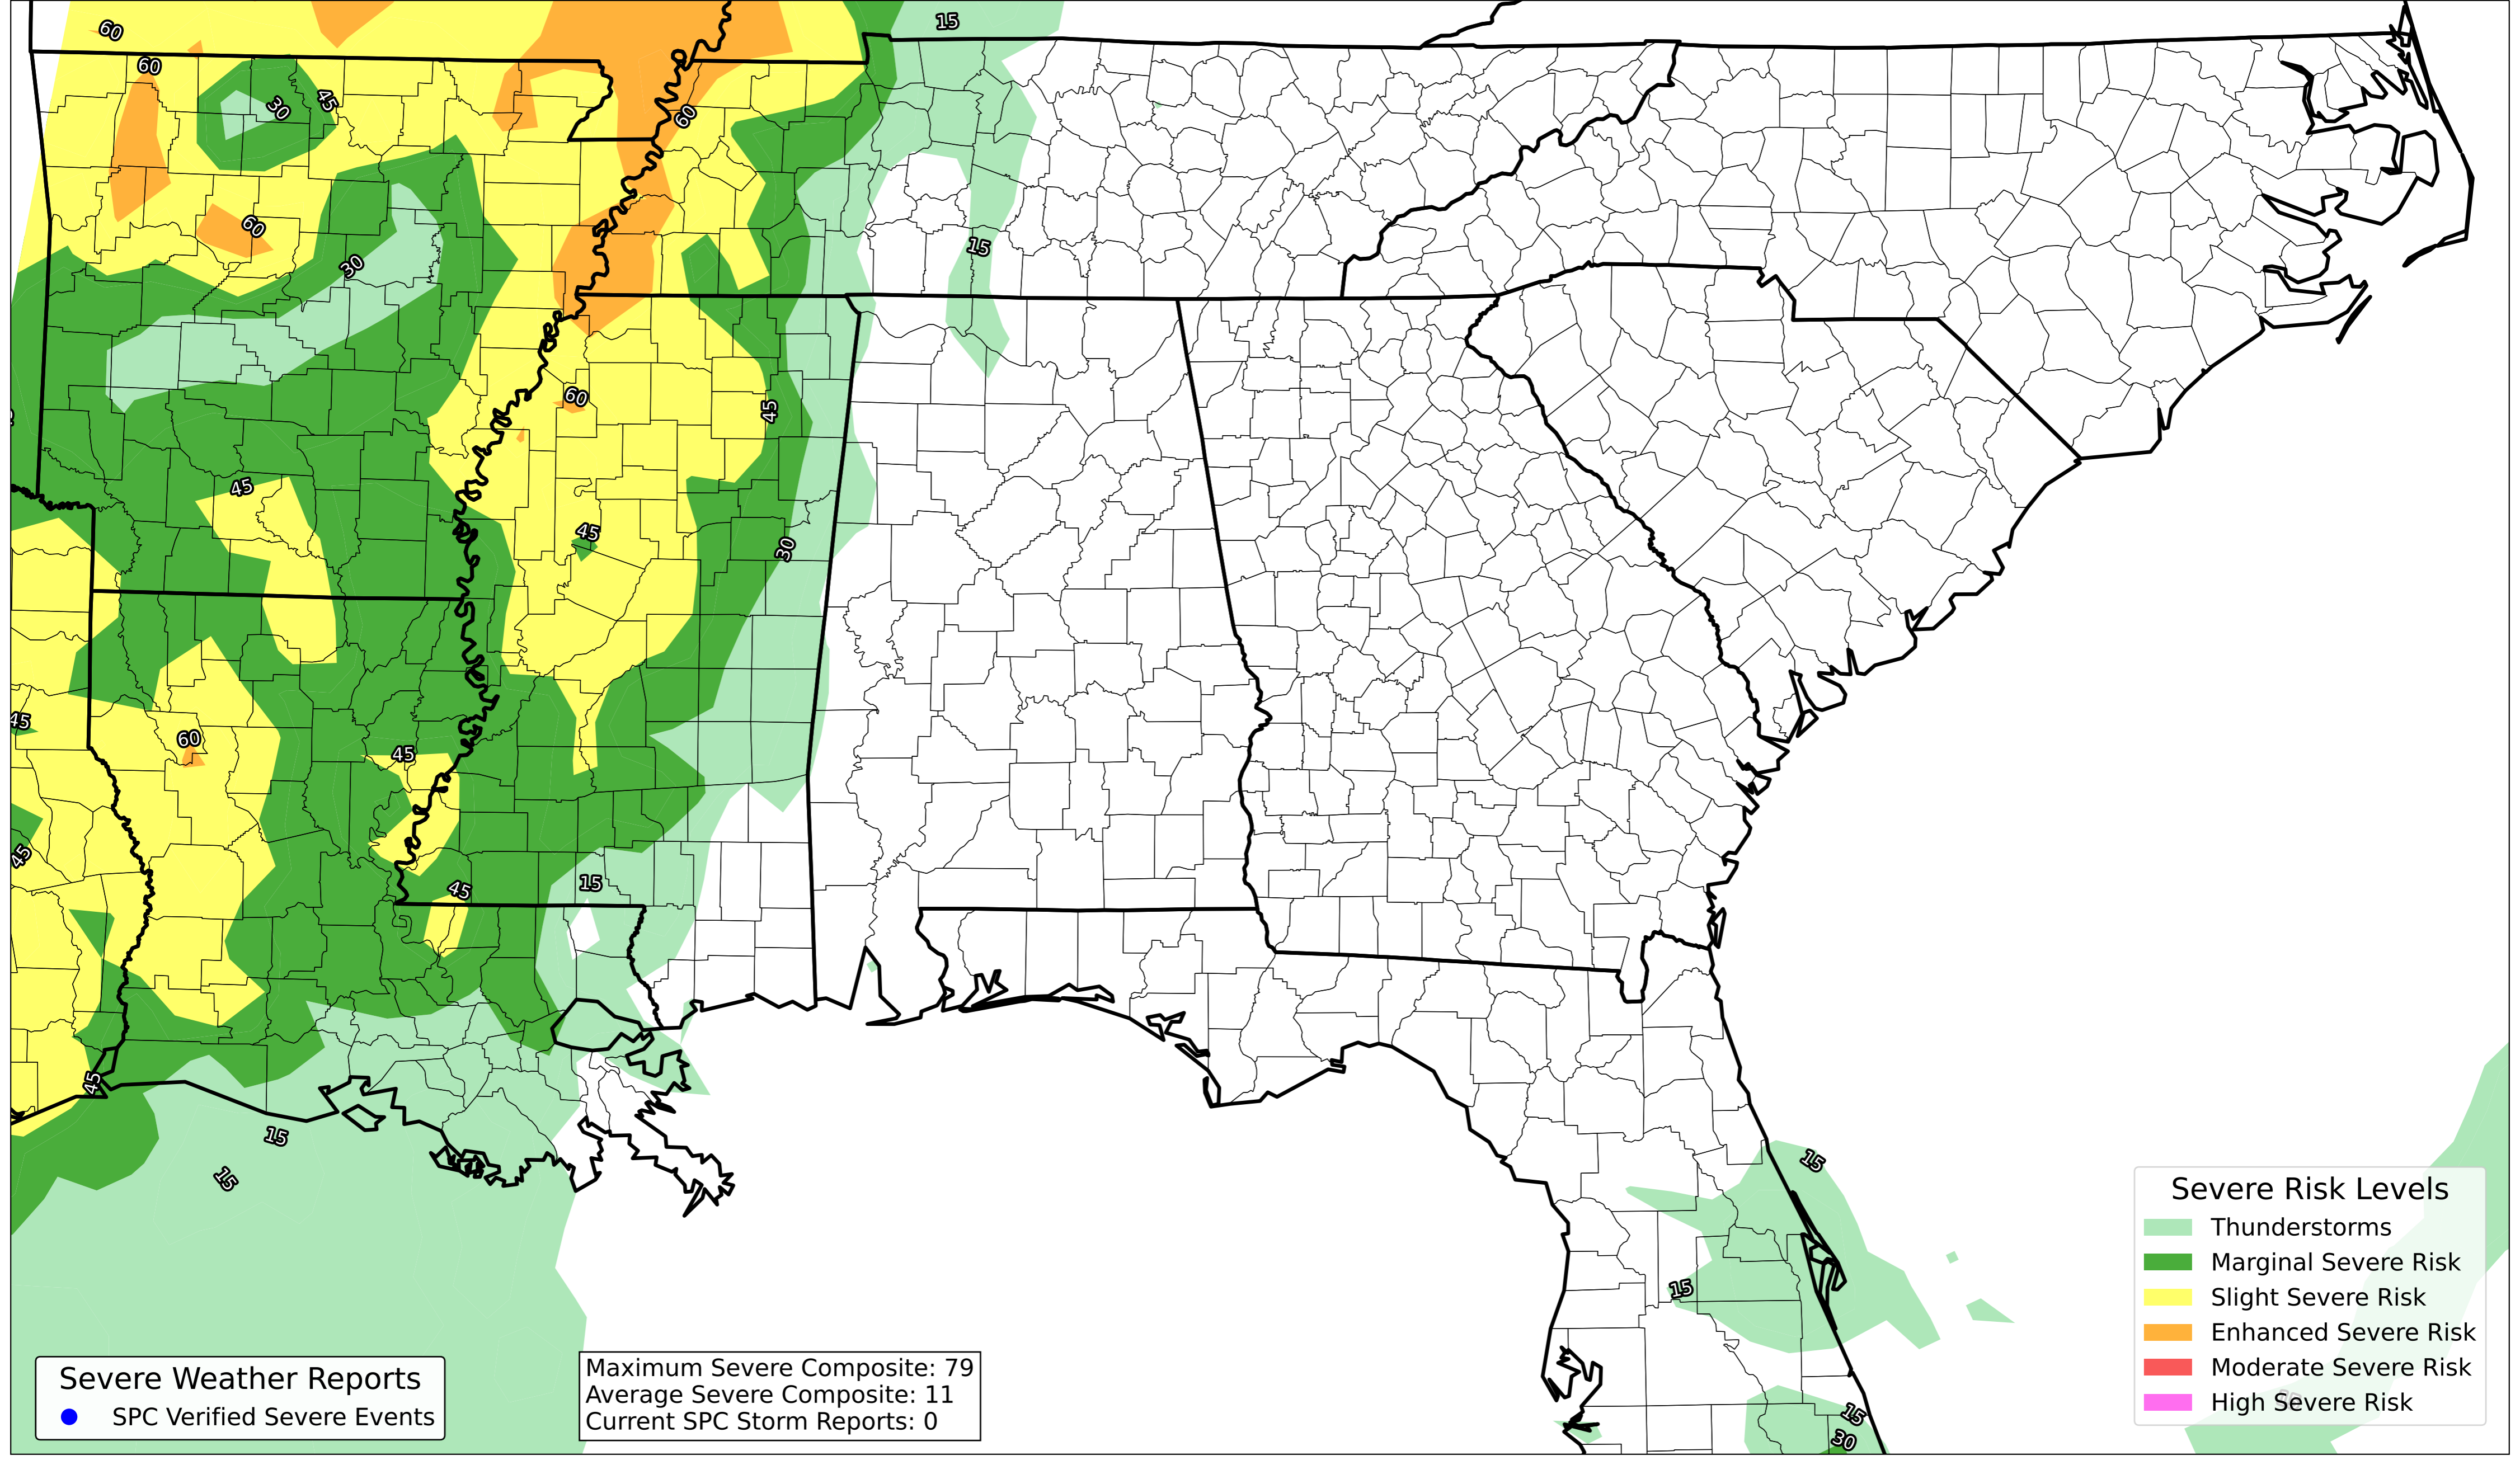 15
60
60
45
30
60
60
15
30
60
45
45
45
30
45
60
45
45
45
15
45
15
15
15
15
15
30
Severe Risk Levels
Thunderstorms
Marginal Severe Risk
Slight Severe Risk
Enhanced Severe Risk
Moderate Severe Risk
High Severe Risk
Severe Weather Reports
SPC Verified Severe Events
Maximum Severe Composite: 79
Average Severe Composite: 11
Current SPC Storm Reports: 0